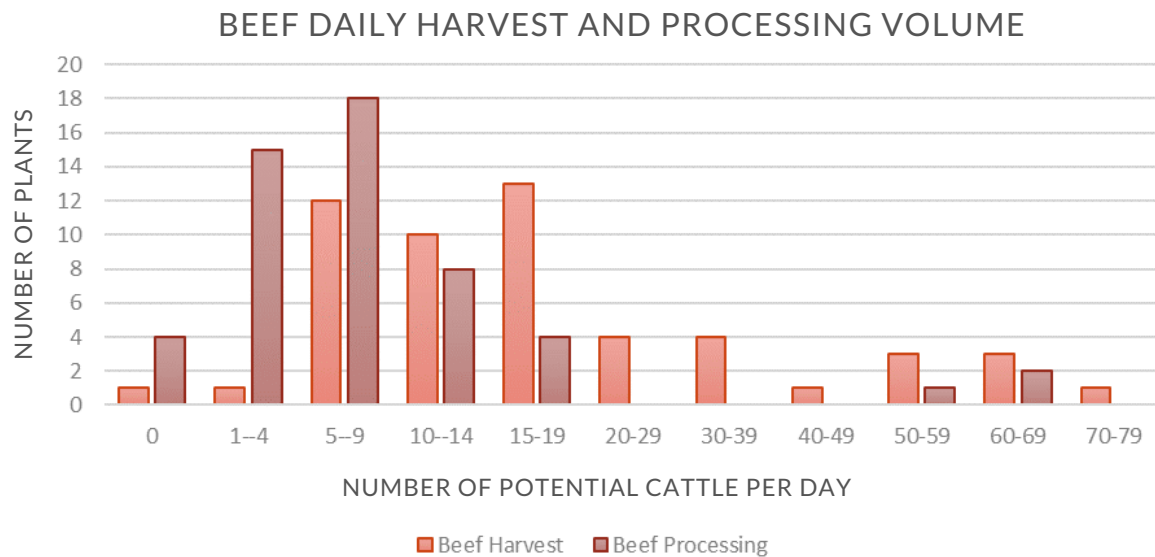 BEEF DAILY HARVEST AND PROCESSING VOLUME
NUMBER OF PLANTS
20
18
16
14
12
10
8
6
4
2
0
0 1--4 5--9 10--14 15-19 20-29 30-39 40-49 50-59 60-69 70-79
NUMBER OF POTENTIAL CATTLE PER DAY
Beef Harvest Beef Processing